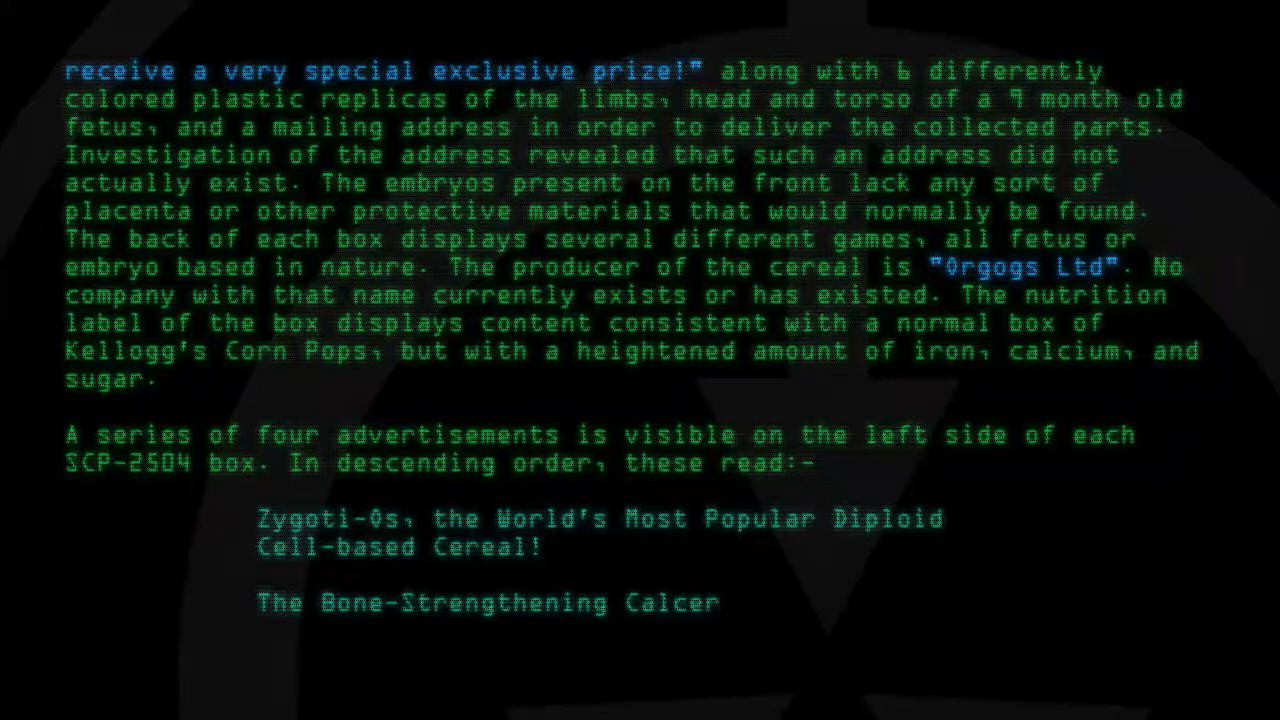 receive a very special exclusive prize!" along with 6 differently
colored plastic replicas of the limbs, head and torso of a 9 month old
fetus, and a mailing address in order to deliver the collected parts.
Investigation of the address revealed that such an address did not
actually exist. The embryos present on the front lack any sort of
placenta or other protective materials that would normally be found.
The back of each box displays several different games, all fetus or
embryo based in nature. The producer of the cereal is "Orgogs Ltd". No
company with that name currently exists or has existed. The nutrition
label of the box displays content consistent with a normal box of
Kellogg's Corn Pops, but with a heightened amount of iron, calcium, and
sugar.
A series of four advertisements is visible on the left side of each
SCP-2504 box. In descending order, these read:-
Zygoti-Os, the World's Most Popular Diploid
Cell-based Cereal!
The Bone-Strengthening Calcer